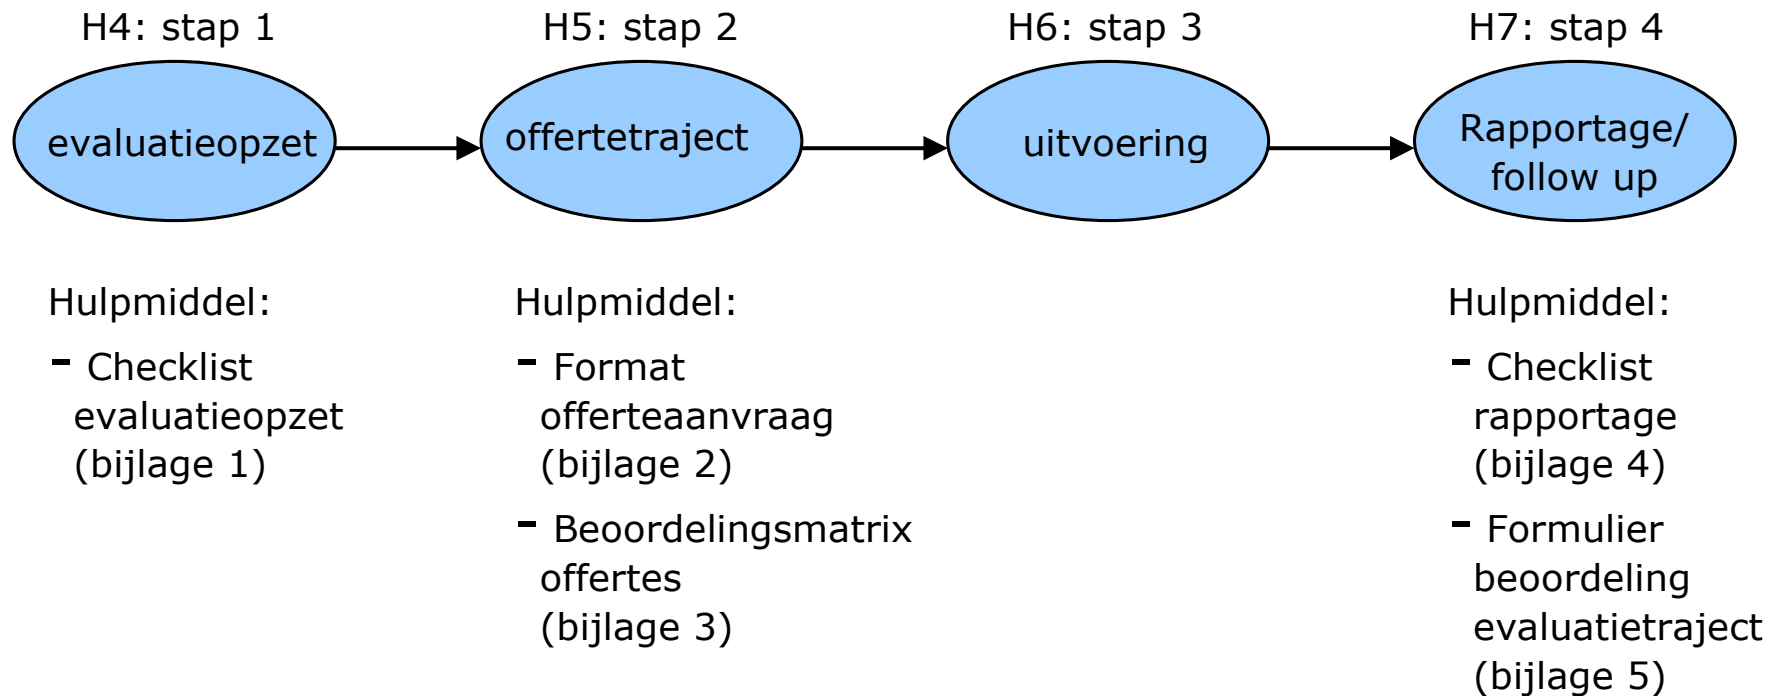 H4: stap 1
H5: stap 2
H6: stap 3
H7: stap 4
evaluatieopzet
offertetraject
uitvoering
Rapportage/
follow up
Hulpmiddel:
- Checklist
evaluatieopzet
(bijlage 1)
Hulpmiddel:
- Format
offerteaanvraag
(bijlage 2)
- Beoordelingsmatrix
offertes
(bijlage 3)
Hulpmiddel:
- Checklist
rapportage
(bijlage 4)
- Formulier
beoordeling
evaluatietraject
(bijlage 5)